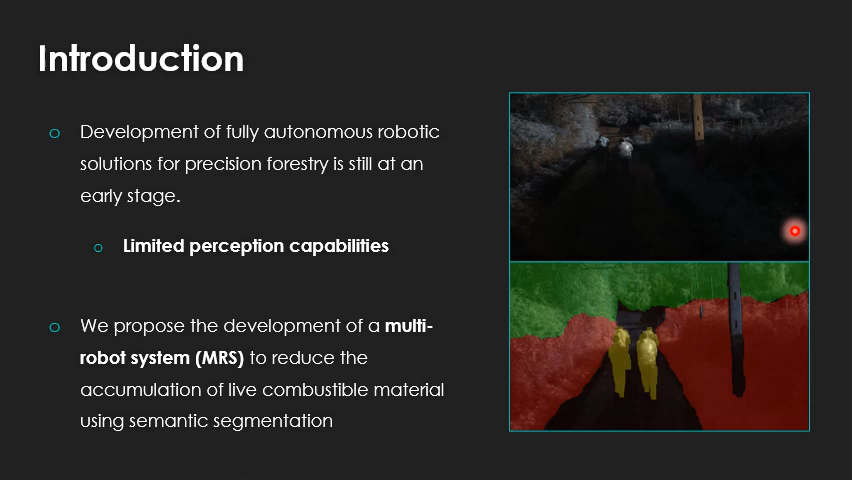 Introduction
Development of fully autonomous robotic
solutions for precision forestry is still at an
early stage.
Limited perception capabilities
We propose the development of a multi-
robot system (MRS) to reduce the
accumulation of live combustible material
using semantic segmentation